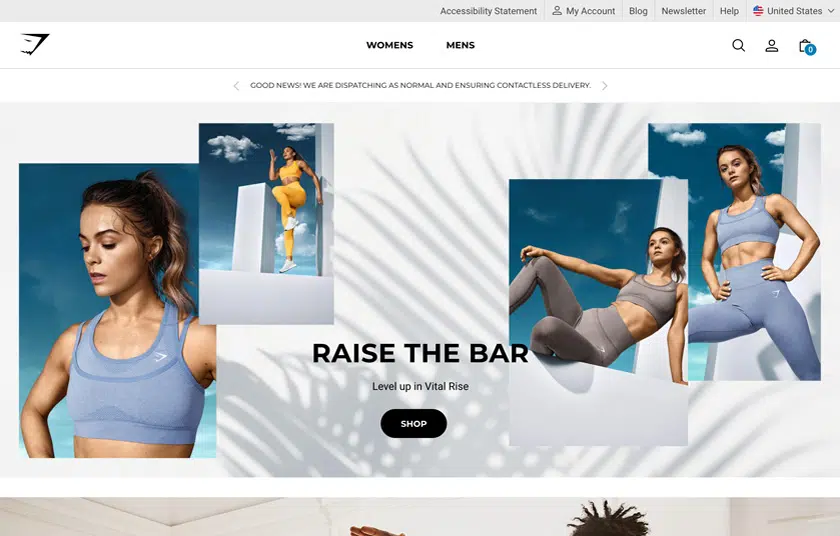 Accessibility Statement My Account Blog Newsletter Help United States
WOMENS MENS
0
GOOD NEWS! WE ARE DISPATCHING AS NORMAL AND ENSURING CONTACTLESS DELIVERY.
RAISE THE BAR
Level up in Vital Rise
SHOP